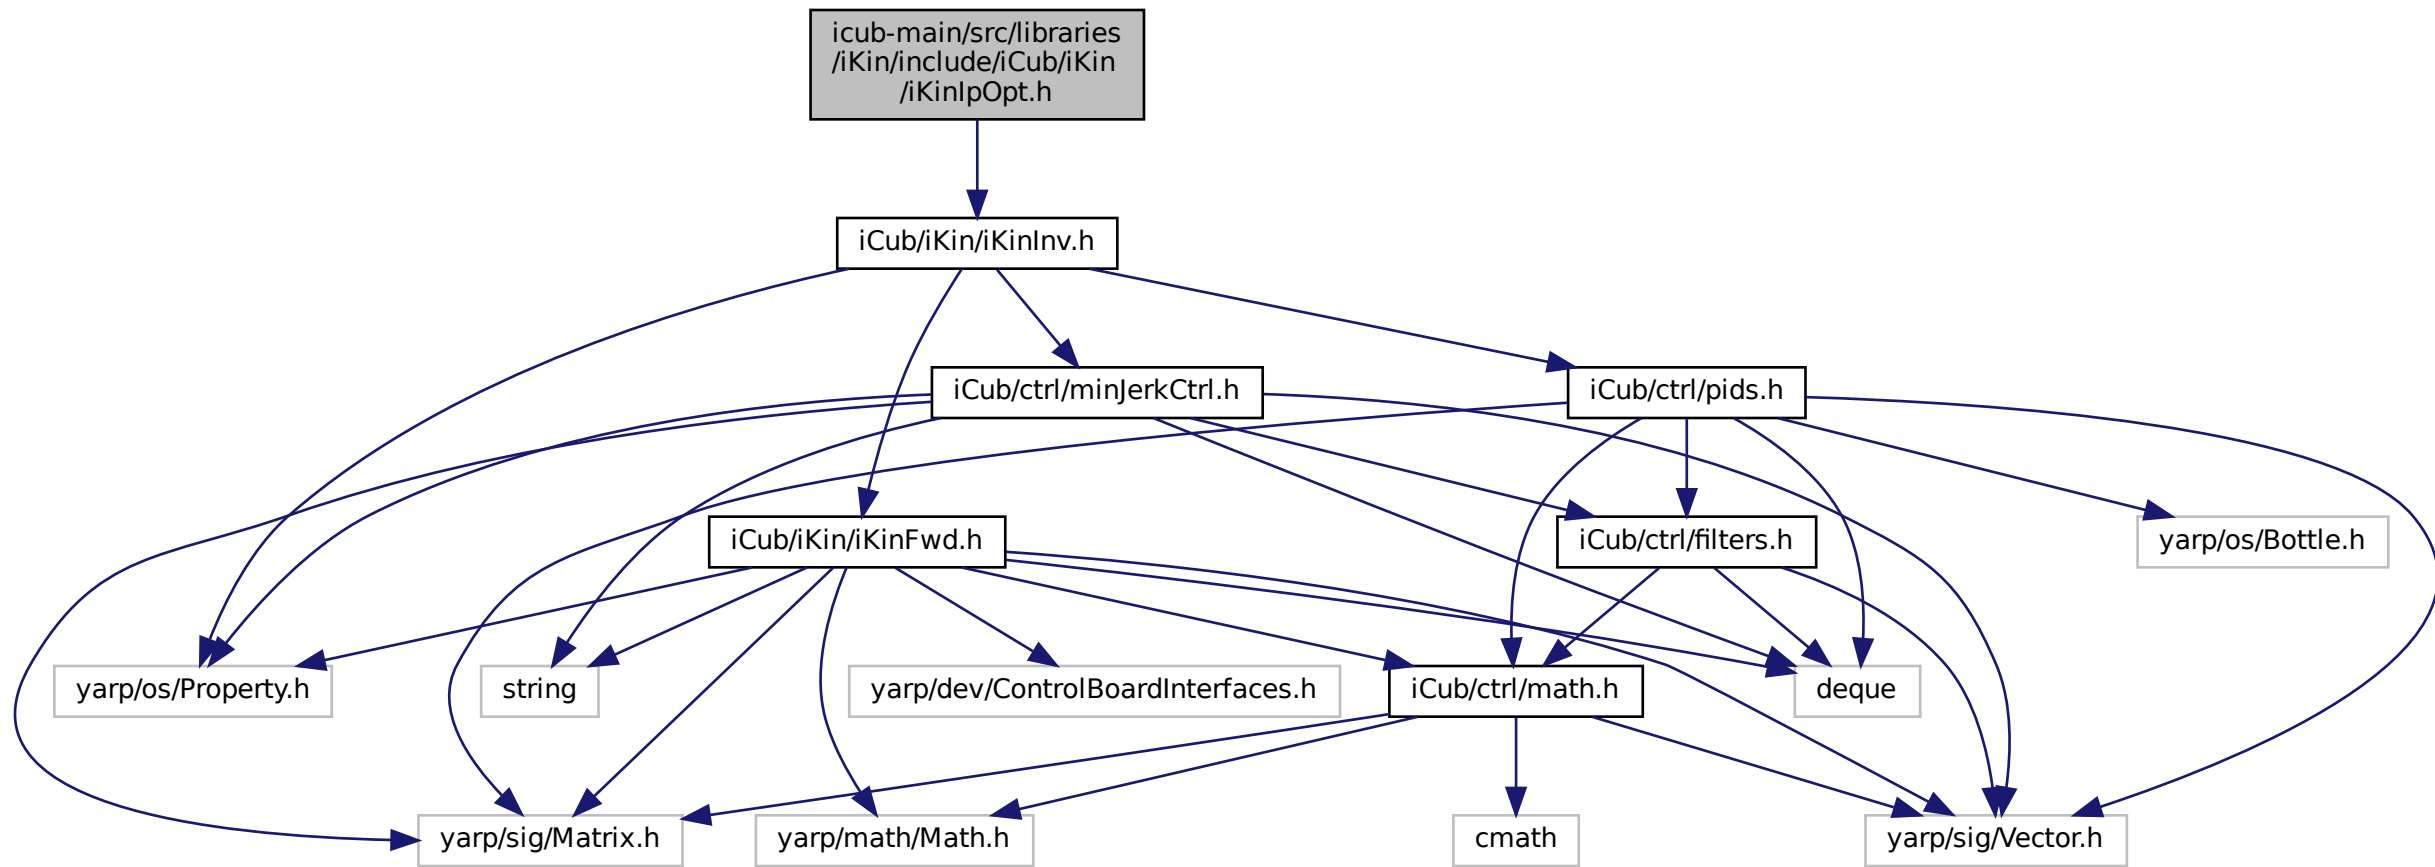 icub-main/src/libraries
/iKin/include/iCub/iKin
/iKinIpOpt.h
iCub/iKin/iKinInv.h
iCub/ctrl/minJerkCtrl.h
iCub/ctrl/pids.h
iCub/iKin/iKinFwd.h
iCub/ctrl/filters.h
yarp/os/Bottle.h
yarp/os/Property.h
string
yarp/dev/ControlBoardInterfaces.h
iCub/ctrl/math.h
deque
yarp/sig/Matrix.h
yarp/math/Math.h
cmath
yarp/sig/Vector.h